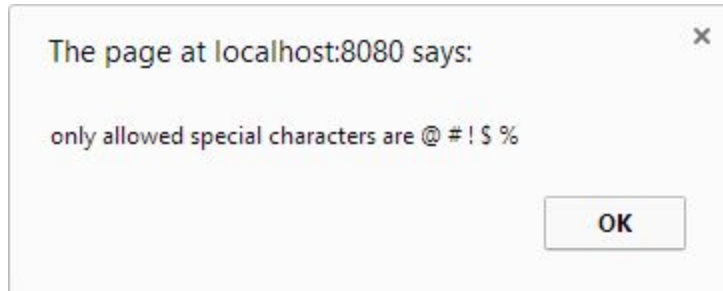 The page at localhost:8080 says:
only allowed special characters are @ # ! $ %
OK